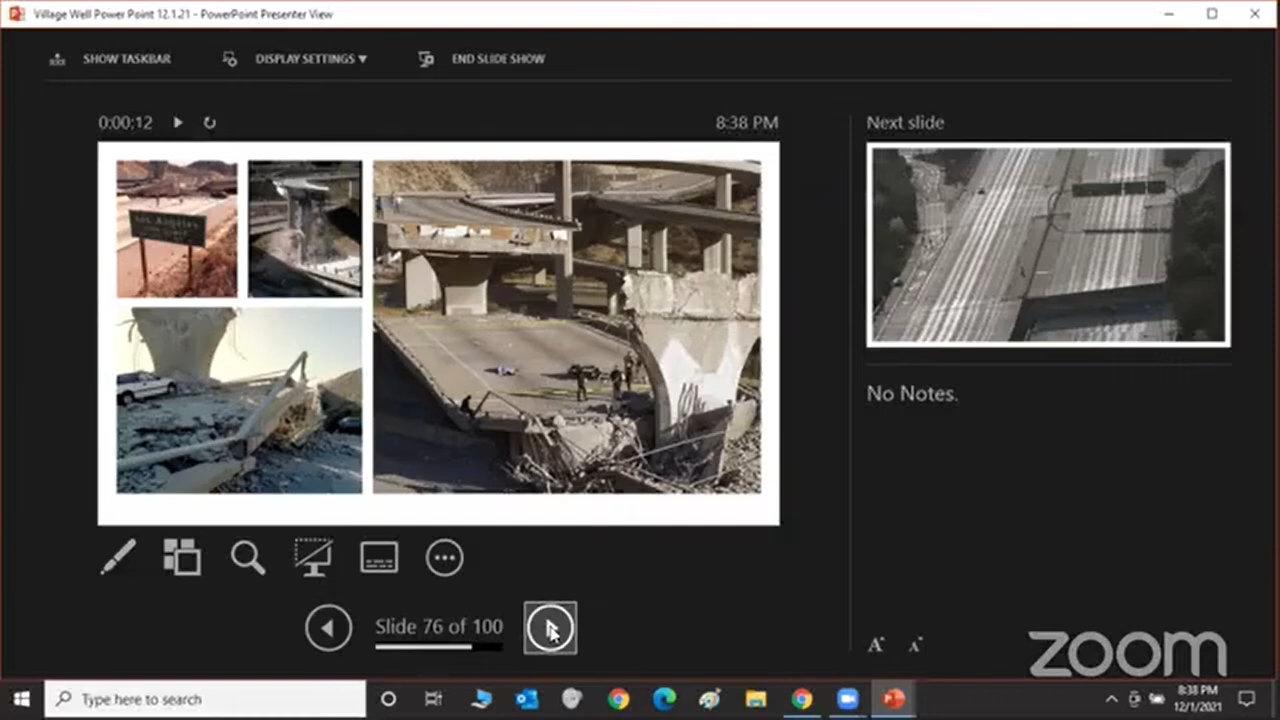 Village Well Power Point 12.1.21 - PowerPoint Presenter View
SHOW TASKBAR
DISPLAY SETTINGS ▼
END SLIDE SHOW
0:00:12
8:38 PM
Next slide
Los Angeles
No Notes.
Slide 76 of 100
A A
zoom
Type here to search
8:38 PM
12/1/2021